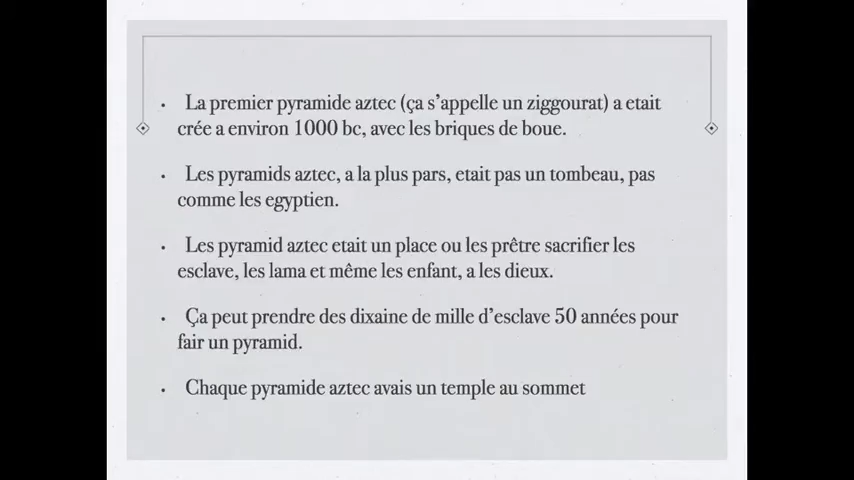 • La premier pyramide aztec (ça s'appelle un ziggourat) a etait
crée a environ 1000 bc, avec les briques de boue.
• Les pyramids aztec, a la plus pars, etait pas un tombeau, pas
comme les egyptien.
• Les pyramid aztec etait un place ou les prêtre sacrifier les
esclave, les lama et même les enfant, a les dieux.
• Ça peut prendre des dixaine de mille d'esclave 50 années pour
fair un pyramid.
• Chaque pyramide aztec avais un temple au sommet